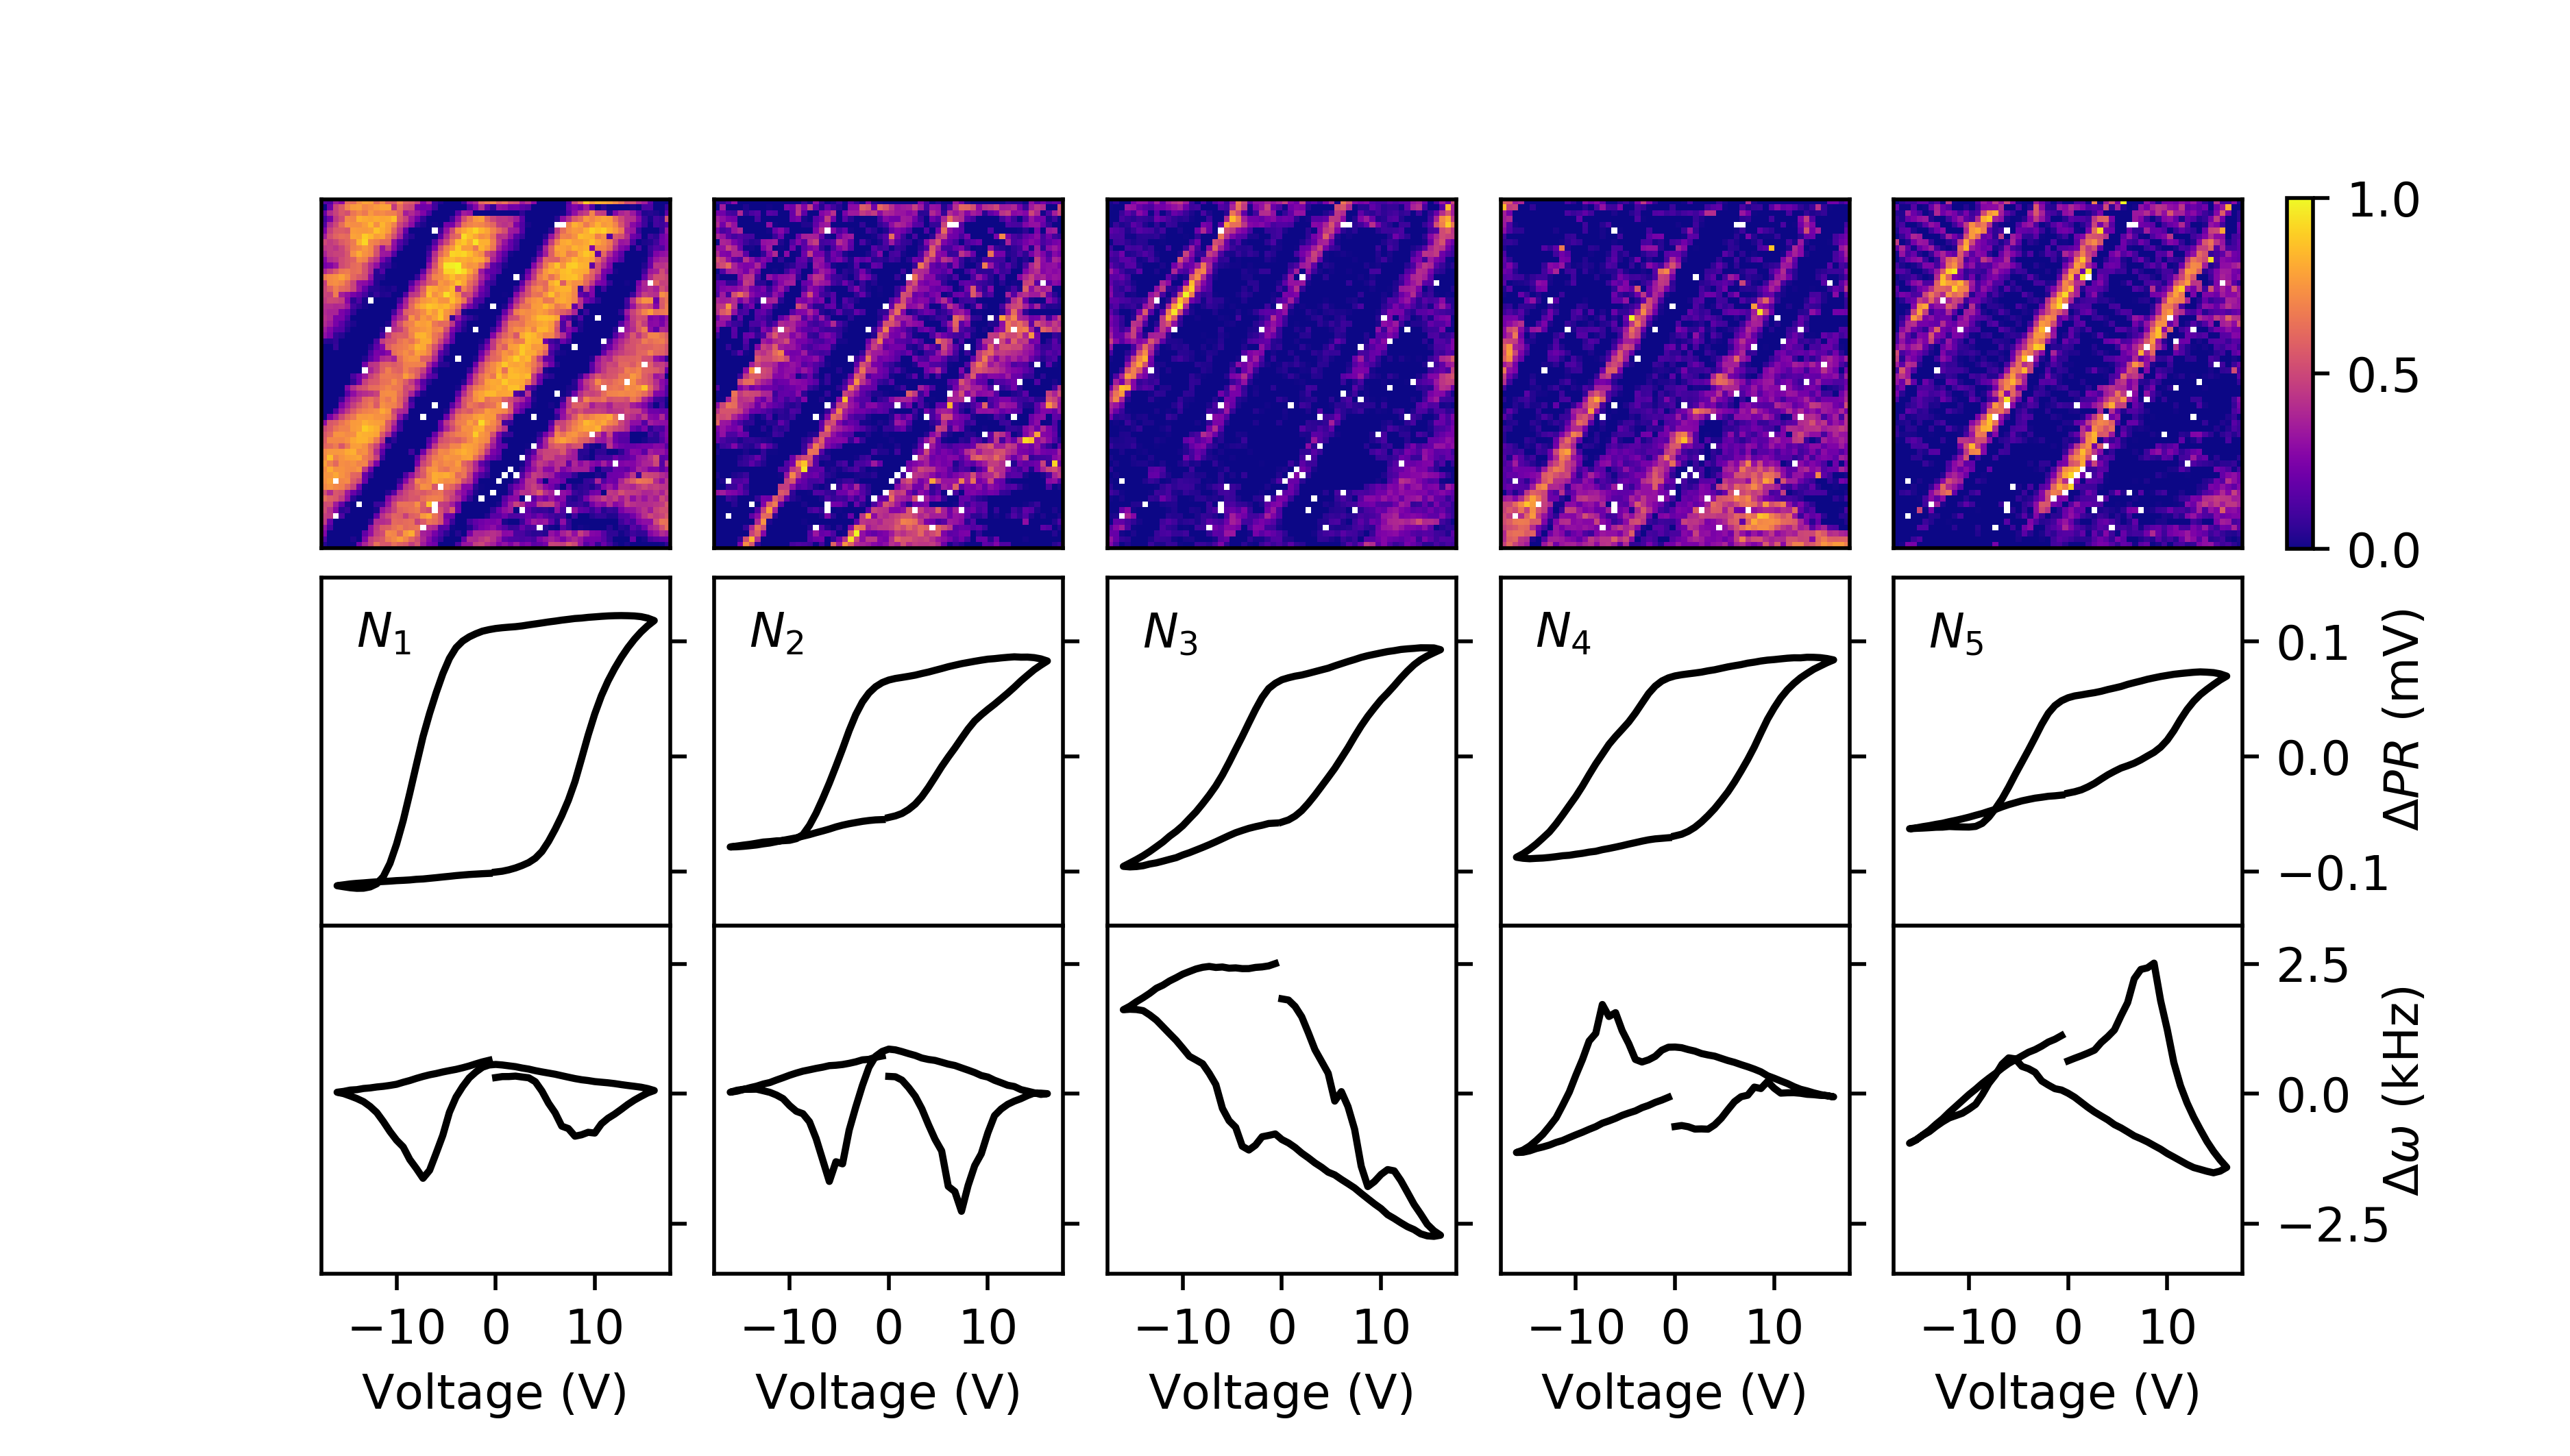 1.0
0.5
0.0
N₁ N₂ N₃ N₄ N₅
0.1
0.0
−0.1
ΔPR (mV)
2.5
0.0
−2.5
Δω (kHz)
−10 0 10 −10 0 10 −10 0 10 −10 0 10 −10 0 10
Voltage (V) Voltage (V) Voltage (V) Voltage (V) Voltage (V)